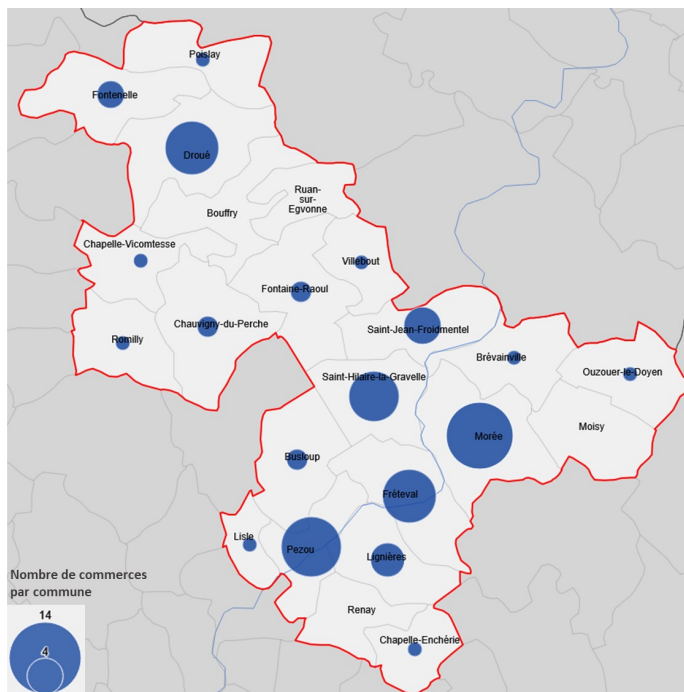 Poislay
Fontenelle
Droué
Ruan-
sur-
Egvonne
Bouffry
Chapelle-Vicomtesse
Villebout
Fontaine-Raoul
Chauvigny-du-Perche
Saint-Jean-Froidmentel
Romilly
Brévainville
Ouzouer-le-Doyen
Saint-Hilaire-la-Gravelle
Moisy
Morée
Busloup
Fréteval
Lisle
Pezou
Lignières
Nombre de commerces
par commune
Renay
14
Chapelle-Enchérie
4